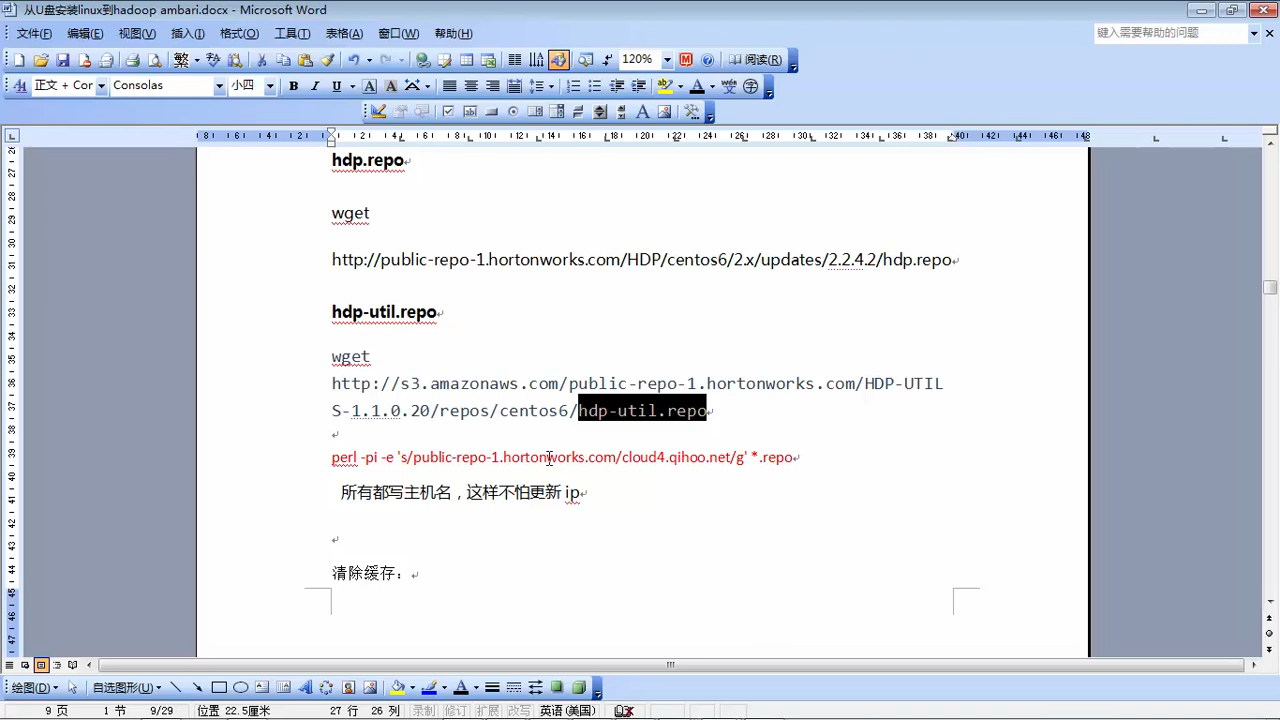 从U盘安装linux到hadoop ambari.docx - Microsoft Word
文件(F) 编辑(E) 视图(V) 插入(I) 格式(O) 工具(T) 表格(A) 窗口(W) 帮助(H) 键入需要帮助的问题
繁 120% 阅读(R)
正文 + Cor Consolas 小四 B I U A A A wén 字
hdp.repo
wget
http://public-repo-1.hortonworks.com/HDP/centos6/2.x/updates/2.2.4.2/hdp.repo
hdp-util.repo
wget
http://s3.amazonaws.com/public-repo-1.hortonworks.com/HDP-UTIL
S-1.1.0.20/repos/centos6/hdp-util.repo
perl -pi -e 's/public-repo-1.hortonworks.com/cloud4.qihoo.net/g' *.repo
所有都写主机名，这样不怕更新 ip
清除缓存：
绘图(D) 自选图形(U)
9 页 1 节 9/29 位置 22.5厘米 27 行 26 列 录制 修订 扩展 改写 英语(美国)